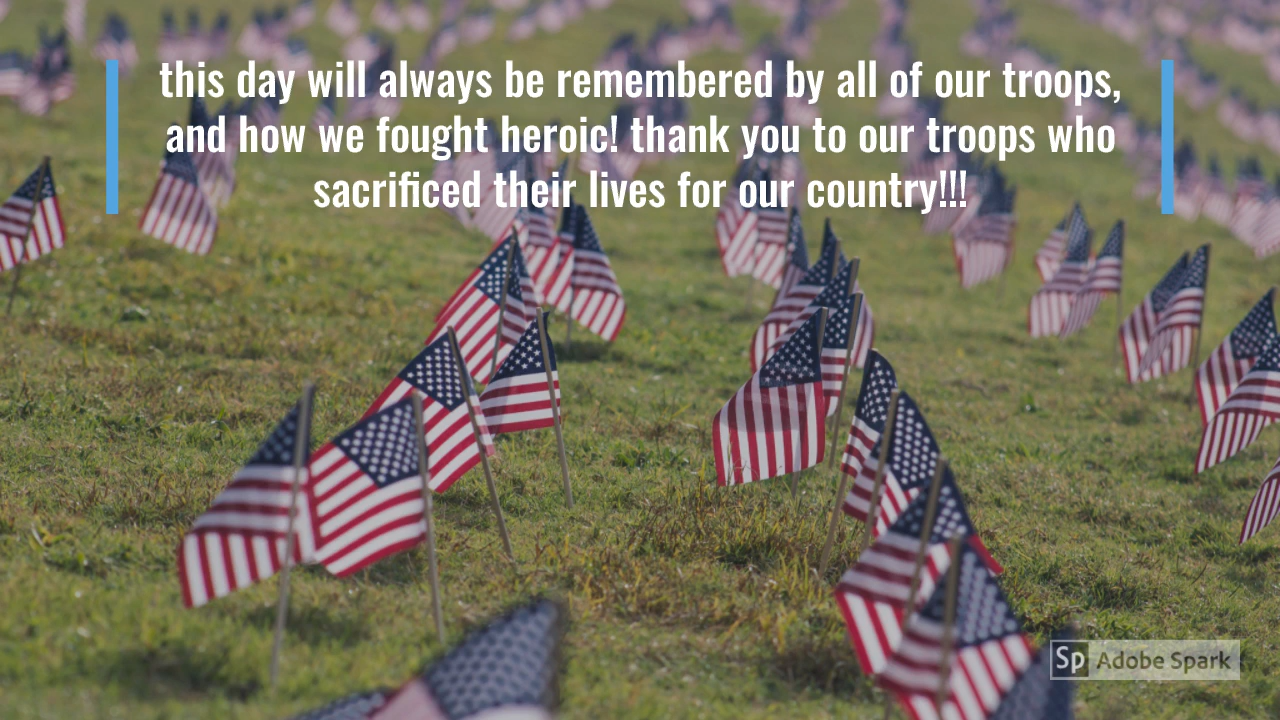 this day will always be remembered by all of our troops,
and how we fought heroic! thank you to our troops who
sacrificed their lives for our country!!!
Sp Adobe Spark